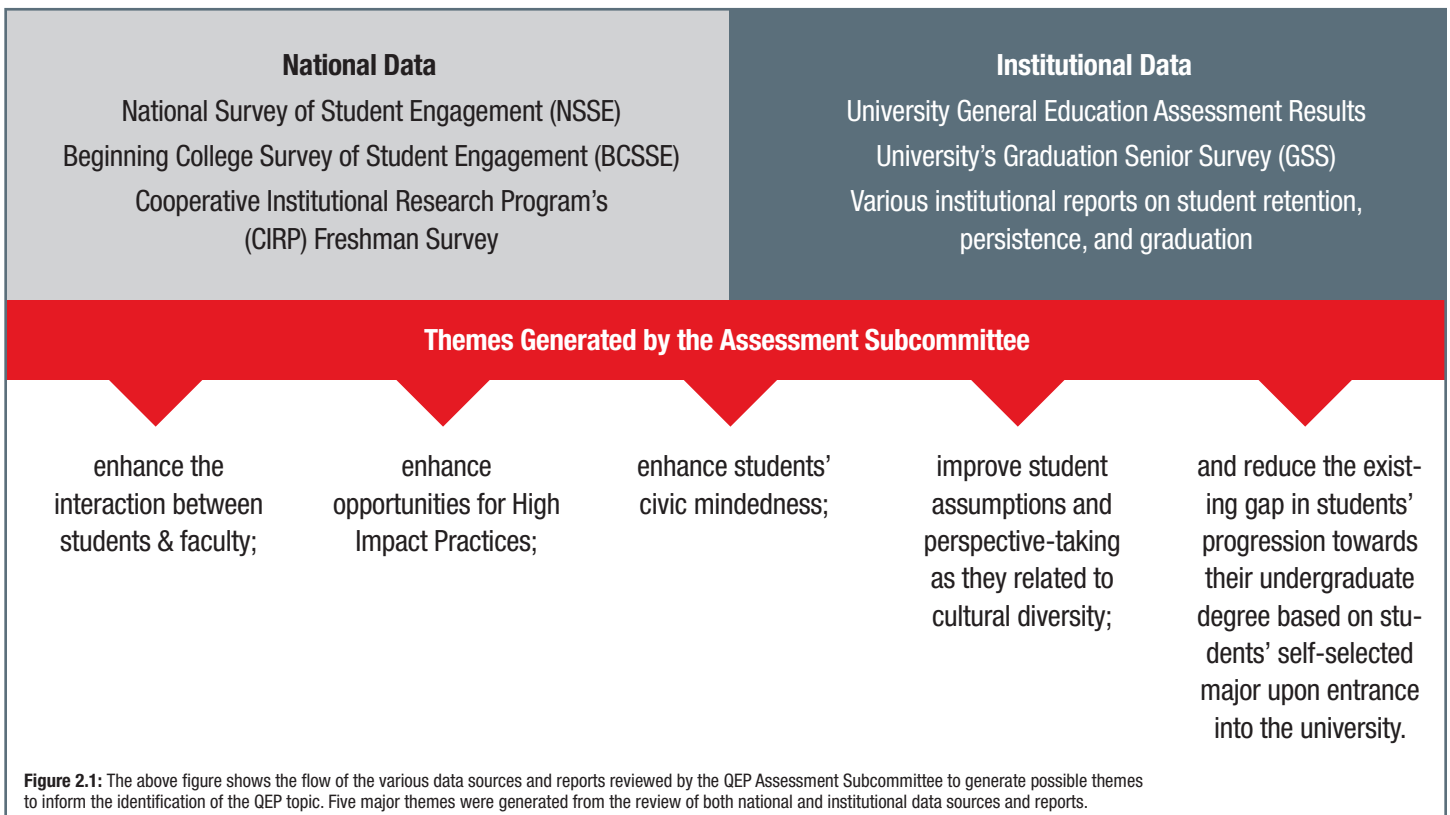 National Data
National Survey of Student Engagement (NSSE)
Beginning College Survey of Student Engagement (BCSSE)
Cooperative Institutional Research Program's
(CIRP) Freshman Survey
Institutional Data
University General Education Assessment Results
University's Graduation Senior Survey (GSS)
Various institutional reports on student retention,
persistence, and graduation
Themes Generated by the Assessment Subcommittee
enhance the
interaction between
students & faculty;
enhance
opportunities for High
Impact Practices;
enhance students'
civic mindedness;
improve student
assumptions and
perspective-taking
as they related to
cultural diversity;
and reduce the exist-
ing gap in students'
progression towards
their undergraduate
degree based on stu-
dents' self-selected
major upon entrance
into the university.
Figure 2.1: The above figure shows the flow of the various data sources and reports reviewed by the QEP Assessment Subcommittee to generate possible themes
to inform the identification of the QEP topic. Five major themes were generated from the review of both national and institutional data sources and reports.